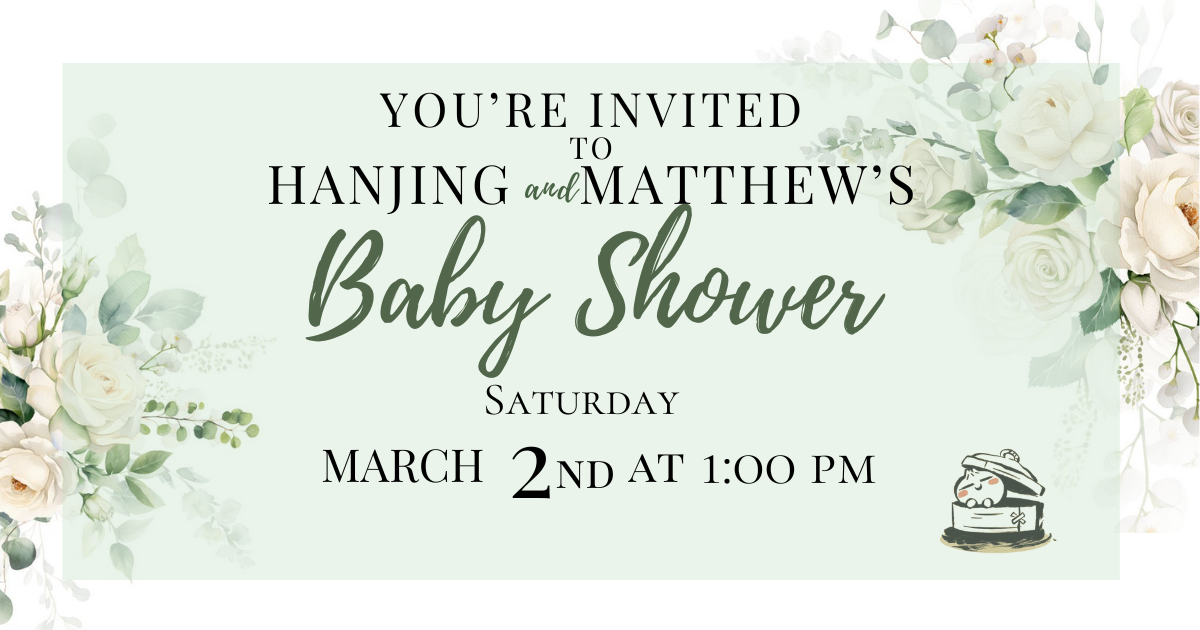 YOU'RE INVITED
TO
HANJING and MATTHEW'S
Baby Shower
SATURDAY
MARCH 2ND AT 1:00 PM